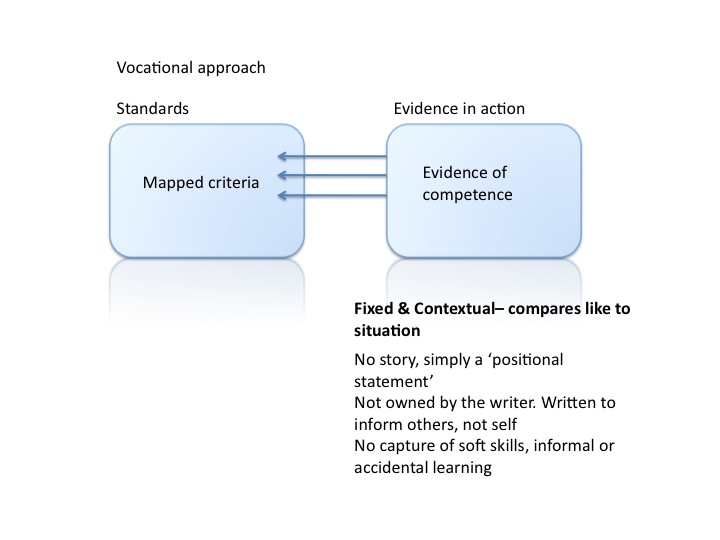 Vocational approach
Standards
Evidence in action
Mapped criteria
Evidence of
competence
Fixed & Contextual– compares like to
situation
No story, simply a ‘positional
statement’
Not owned by the writer. Written to
inform others, not self
No capture of soft skills, informal or
accidental learning